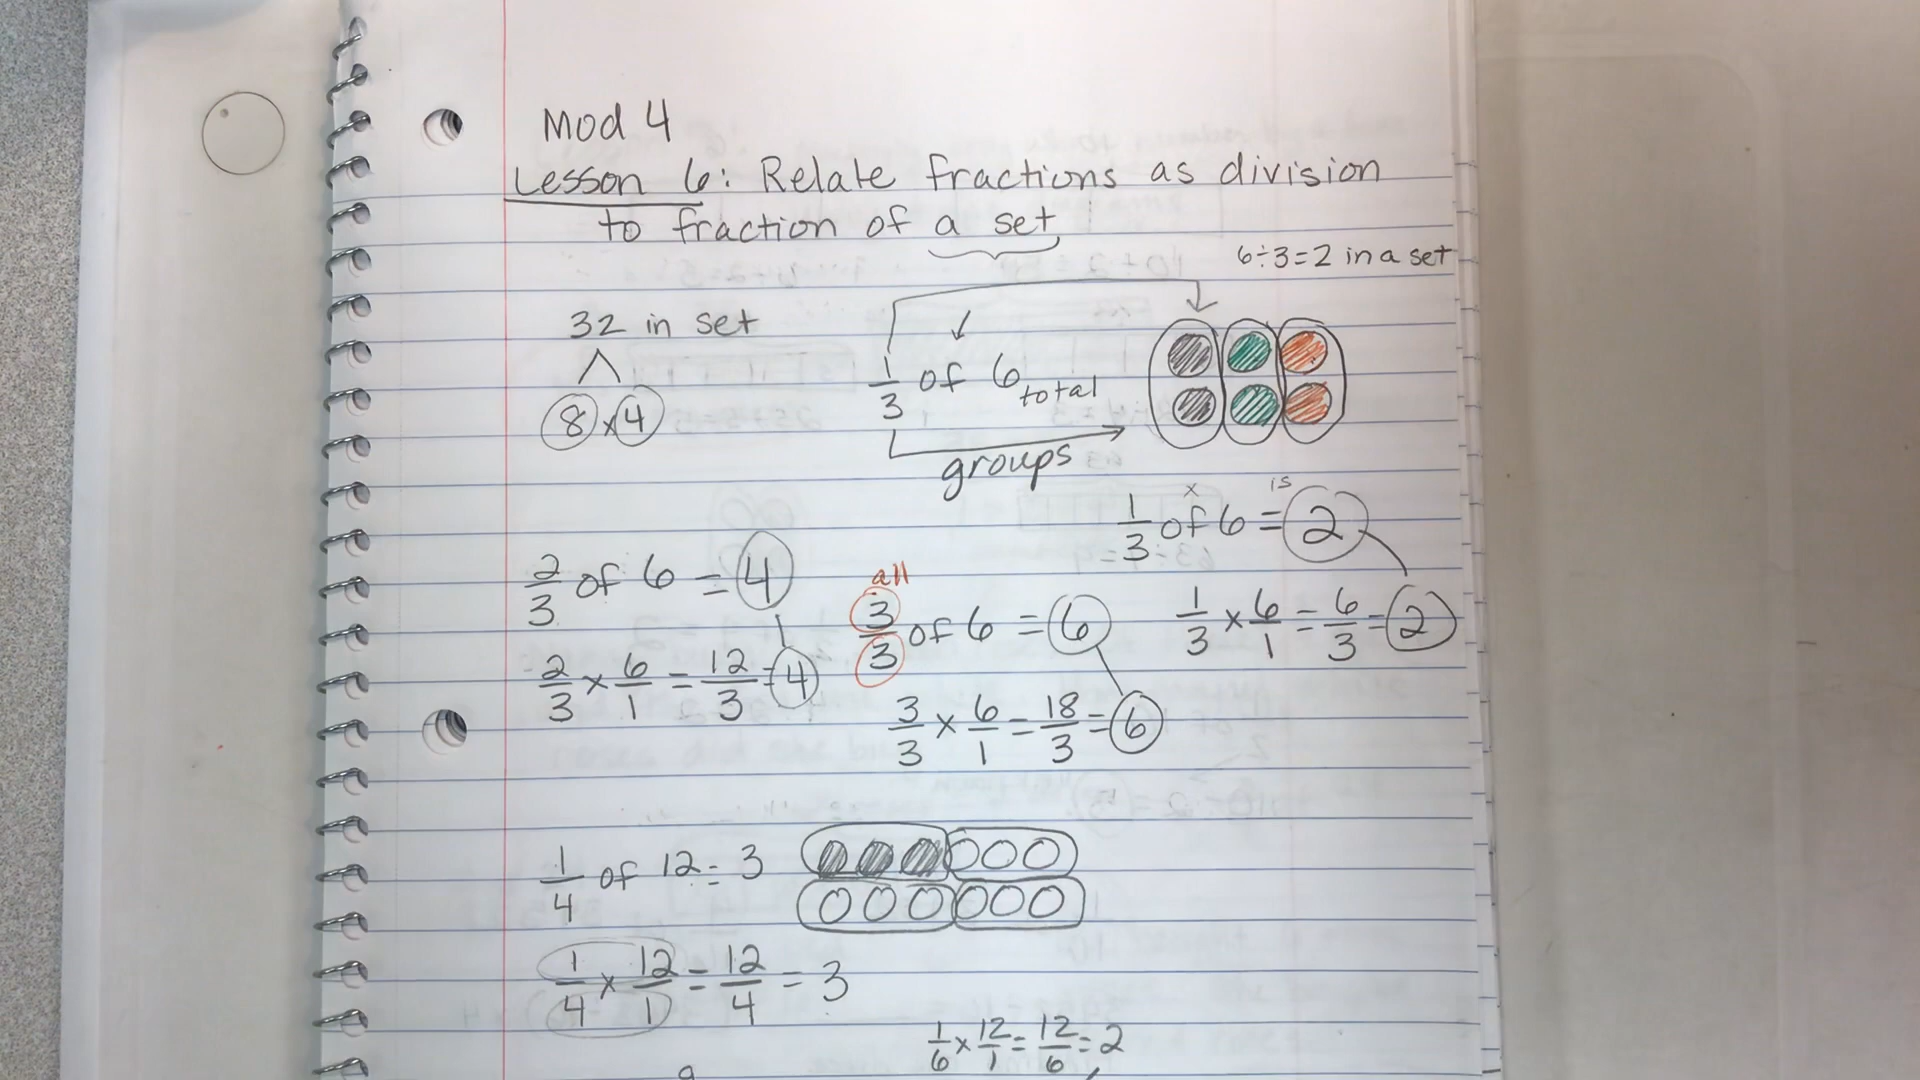 Mod 4
Lesson 6: Relate fractions as division
to fraction of a set
6÷3=2 in a set
32 in set
8 x 4
1/3 of 6 total
groups
x is
1/3 of 6 = 2
2/3 of 6 = 4
all
3/3 of 6 = 6
1/3 x 6/1 = 6/3 = 2
2/3 x 6/1 = 12/3 = 4
3/3 x 6/1 = 18/3 = 6
1/4 of 12 = 3
1/4 x 12/1 = 12/4 = 3
1/6 x 12/1 = 12/6 = 2